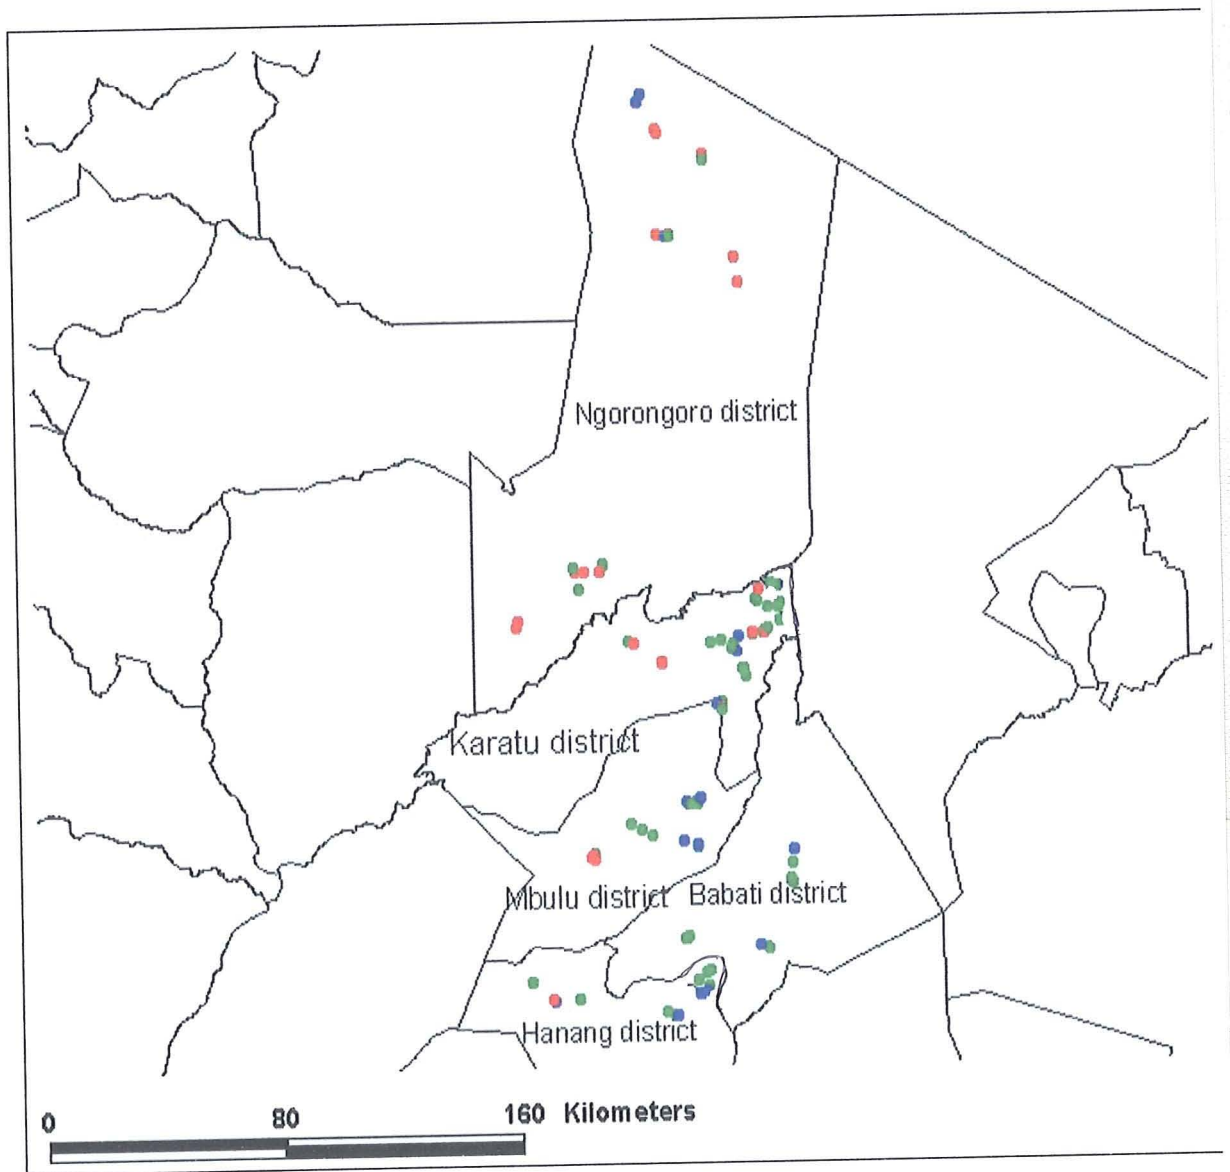 Ngorongoro district
Karatu district
Mbulu district
Babati district
Hanang district
0 80 160 Kilometers